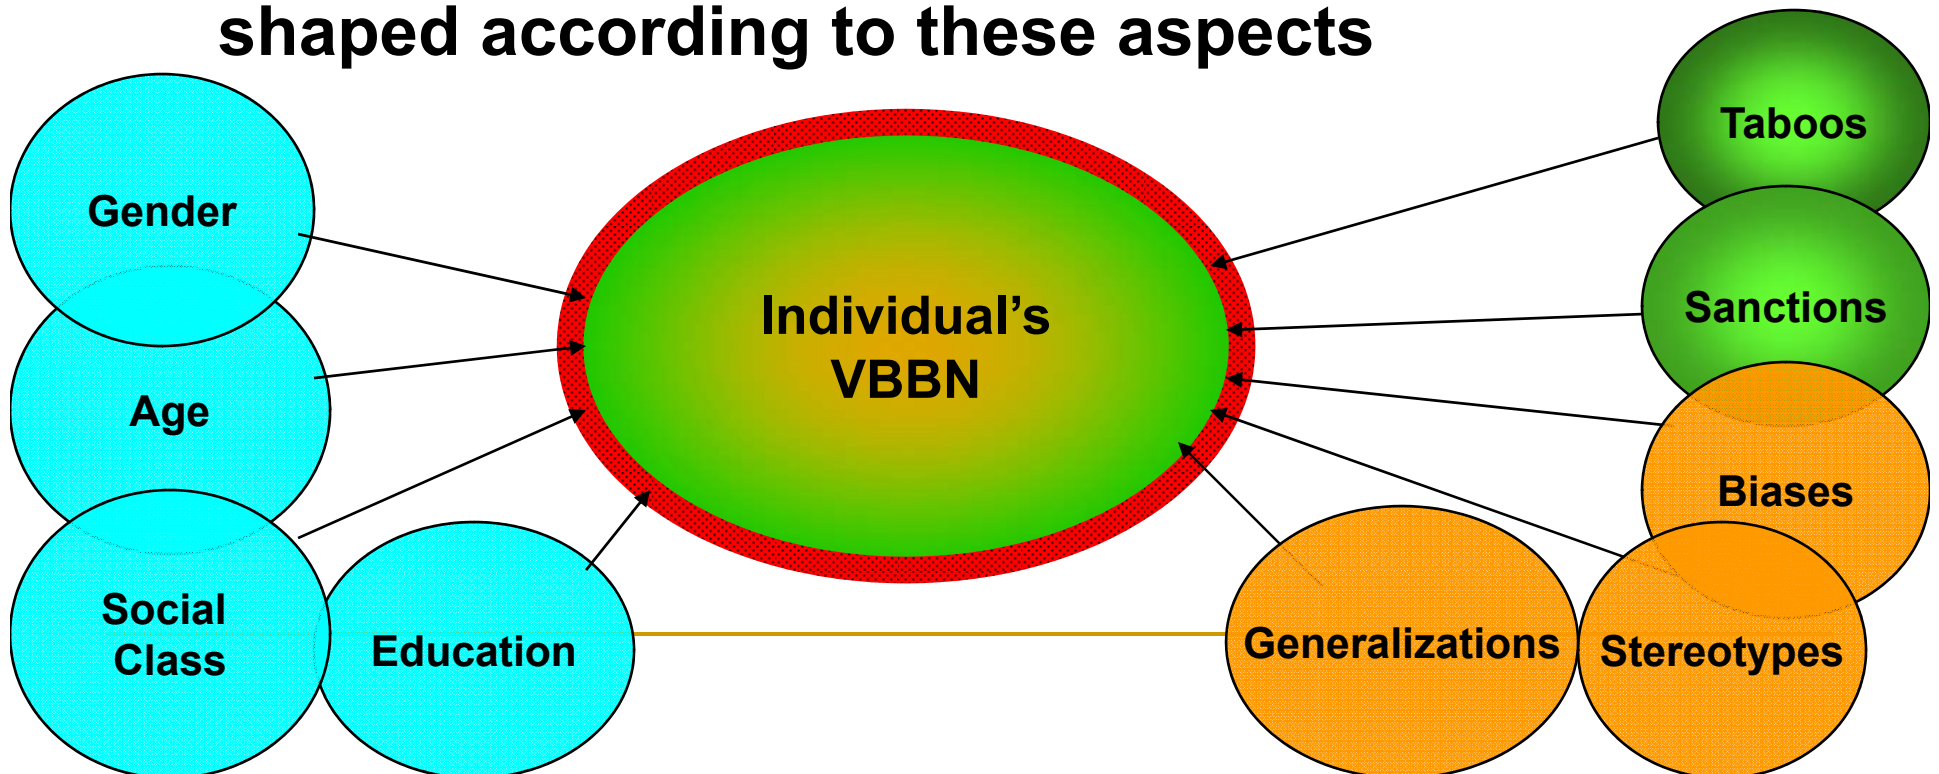 shaped according to these aspects
Taboos
Gender
Sanctions
Individual’s
VBBN
Age
Biases
Social
Class
Education
Generalizations
Stereotypes